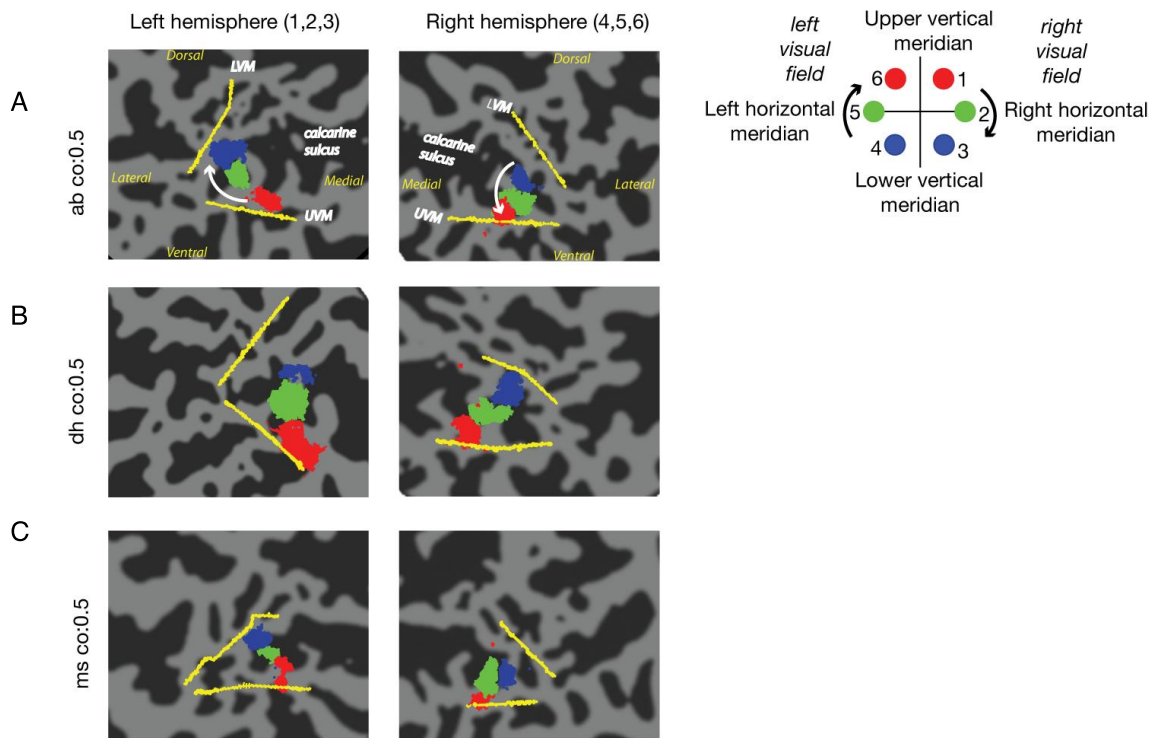 Left hemisphere (1,2,3)
Right hemisphere (4,5,6)
left
visual
field
Upper vertical
meridian
right
visual
field
6
1
Left horizontal
meridian
5
2
Right horizontal
meridian
4
3
Lower vertical
meridian
A
ab co:0.5
Dorsal
LVM
calcarine
sulcus
Lateral
Medial
UVM
Ventral
Dorsal
LVM
calcarine
sulcus
Medial
Lateral
UVM
Ventral
B
dh co:0.5
C
ms co:0.5